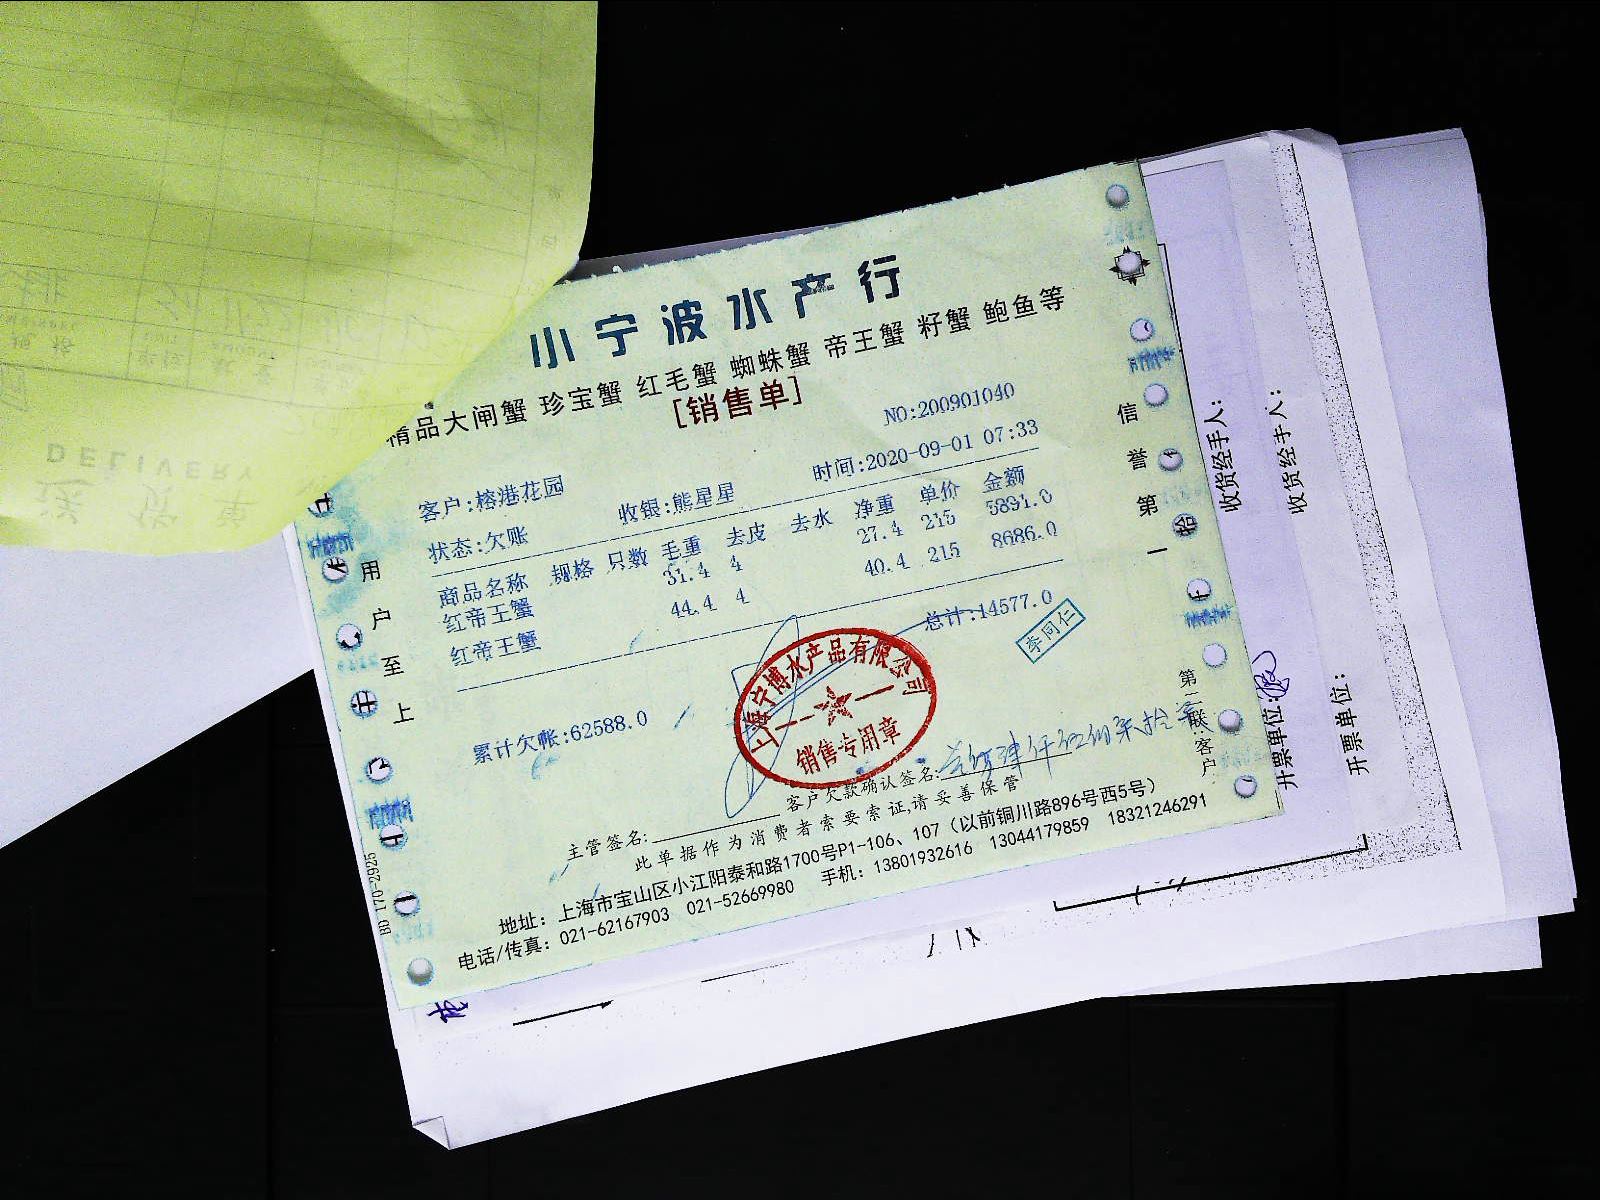 小宁波水产行
精品大闸蟹 珍宝蟹 红毛蟹 蜘蛛蟹 帝王蟹 籽蟹 鲍鱼等
[销售单]
NO:200901040
客户:榕港花园 收银:熊星星 时间:2020-09-01 07:33
状态:欠账
商品名称 规格 只数 毛重 去皮 去水 净重 单价 金额
红帝王蟹 31.4 4 27.4 215 5891.0
红帝王蟹 44.4 4 40.4 215 8686.0
总计:14577.0
李同仁
累计欠帐:62588.0
上海宁博水产品有限公司
销售专用章
主管签名: 客户欠款确认签名:
此单据作为消费者索要索证,请妥善保管
地址：上海市宝山区小江阳泰和路1700号P1-106、107（以前铜川路896号西5号）
电话/传真：021-62167903 021-52669980 手机：13801932616 13044179859 18321246291
用户至上
信誉第一
第二联:客户
BD 170-2925
收货经手人:
收货经手人:
开票单位:
开票单位:
DELIVERY
送货单